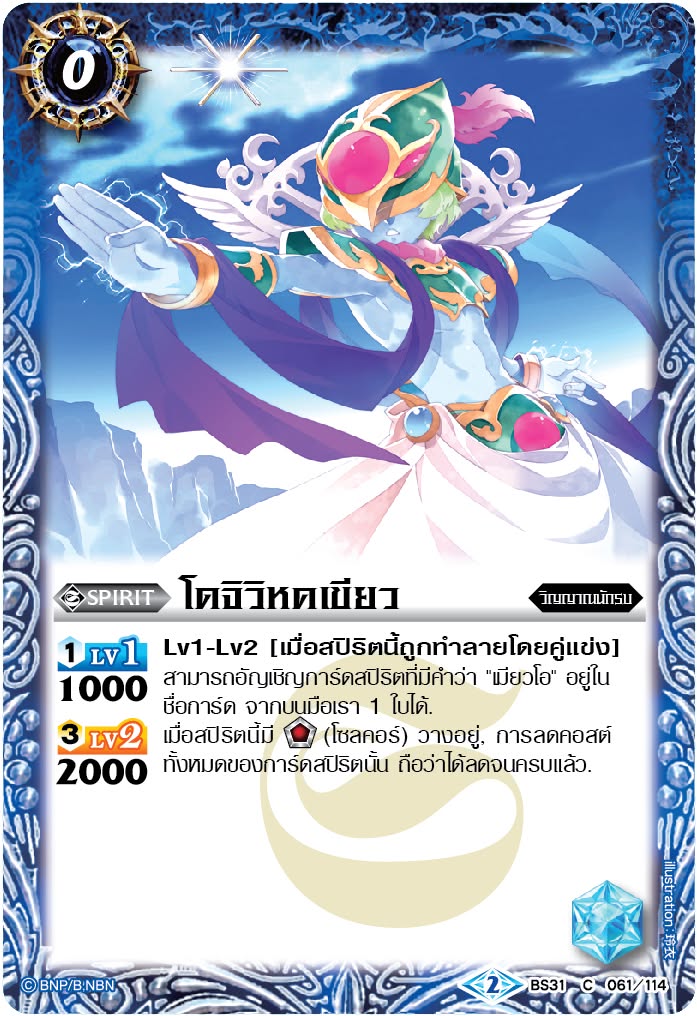 0
SPIRIT โดจิวิหคเขียว วิญญาณนักรบ
1 LV1 1000
3 LV2 2000
Lv1-Lv2 [เมื่อสปิริตนี้ถูกทำลายโดยคู่แข่ง]
สามารถอัญเชิญการ์ดสปิริตที่มีคำว่า "เมียวโอ" อยู่ใน
ชื่อการ์ด จากบนมือเรา 1 ใบได้.
เมื่อสปิริตนี้มี (โซลคอร์) วางอยู่, การลดคอสต์
ทั้งหมดของการ์ดสปิริตนั้น ถือว่าได้ลดจนครบแล้ว.
illustration: 玲衣
©BNP/B,NBN 2 BS31 C 061/114